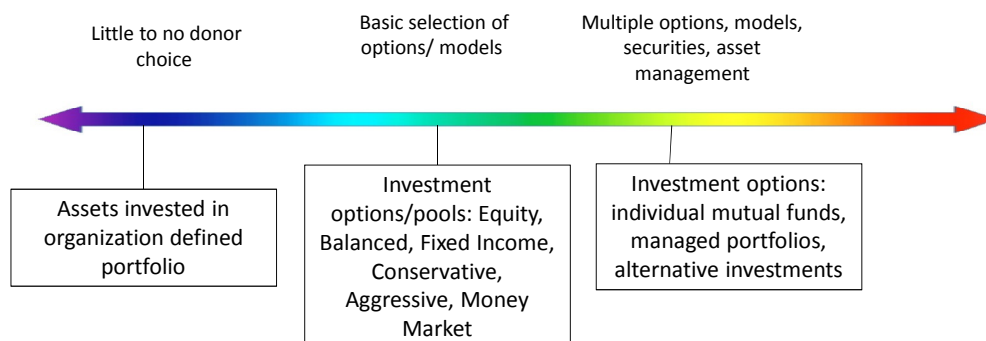 Little to no donor
choice
Basic selection of
options/ models
Multiple options, models,
securities, asset
management
Assets invested in
organization defined
portfolio
Investment
options/pools: Equity,
Balanced, Fixed Income,
Conservative,
Aggressive, Money
Market
Investment options:
individual mutual funds,
managed portfolios,
alternative investments